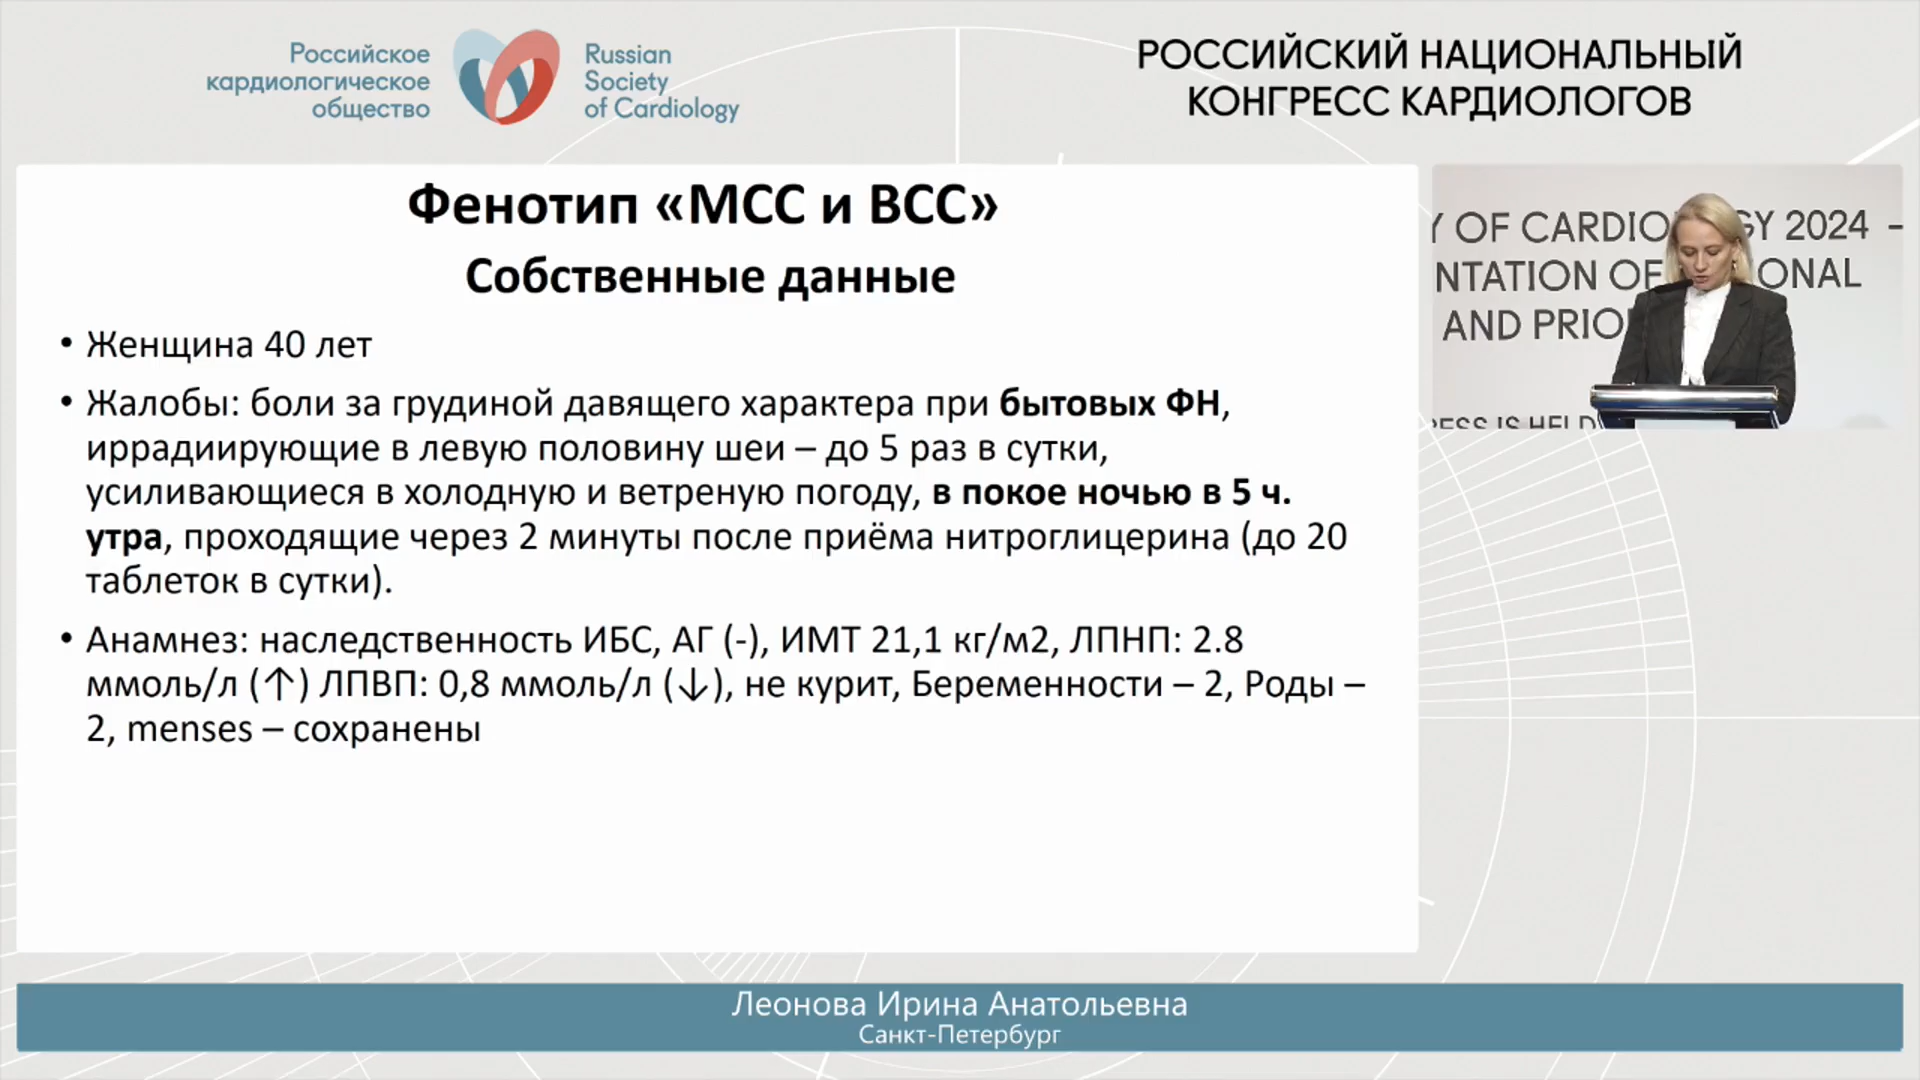 Российское
кардиологическое
общество
Russian
Society
of Cardiology
РОССИЙСКИЙ НАЦИОНАЛЬНЫЙ
КОНГРЕСС КАРДИОЛОГОВ
Фенотип «МСС и ВСС»
Собственные данные
• Женщина 40 лет
• Жалобы: боли за грудиной давящего характера при бытовых ФН,
иррадиирующие в левую половину шеи – до 5 раз в сутки,
усиливающиеся в холодную и ветреную погоду, в покое ночью в 5 ч.
утра, проходящие через 2 минуты после приёма нитроглицерина (до 20
таблеток в сутки).
• Анамнез: наследственность ИБС, АГ (-), ИМТ 21,1 кг/м2, ЛПНП: 2.8
ммоль/л (↑) ЛПВП: 0,8 ммоль/л (↓), не курит, Беременности – 2, Роды –
2, menses – сохранены
Y OF CARDIO GY 2024 -
NTATION OF ONAL
AND PRIO
IS HELD
Леонова Ирина Анатольевна
Санкт-Петербург